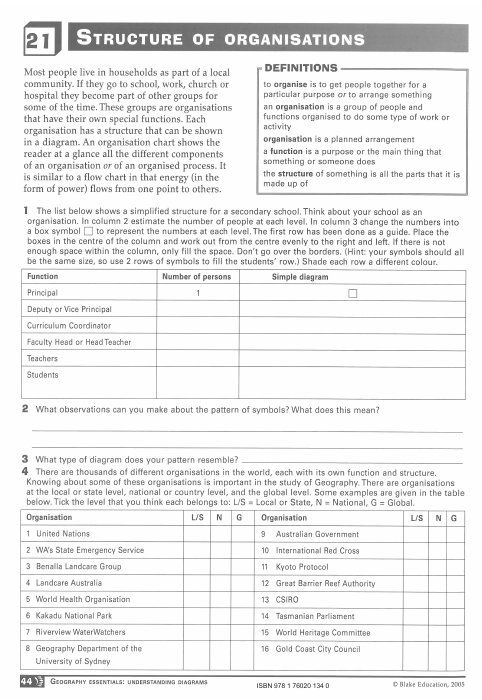 21 STRUCTURE OF ORGANISATIONS
Most people live in households as part of a local
community. If they go to school, work, church or
hospital they become part of other groups for
some of the time. These groups are organisations
that have their own special functions. Each
organisation has a structure that can be shown
in a diagram. An organisation chart shows the
reader at a glance all the different components
of an organisation or of an organised process. It
is similar to a flow chart in that energy (in the
form of power) flows from one point to others.
DEFINITIONS
to organise is to get people together for a
particular purpose or to arrange something
an organisation is a group of people and
functions organised to do some type of work or
activity
organisation is a planned arrangement
a function is a purpose or the main thing that
something or someone does
the structure of something is all the parts that it is
made up of
1 The list below shows a simplified structure for a secondary school. Think about your school as an
organisation. In column 2 estimate the number of people at each level. In column 3 change the numbers into
a box symbol □ to represent the numbers at each level. The first row has been done as a guide. Place the
boxes in the centre of the column and work out from the centre evenly to the right and left. If there is not
enough space within the column, only fill the space. Don't go over the borders. (Hint: your symbols should all
be the same size, so use 2 rows of symbols to fill the students' row.) Shade each row a different colour.
Function Number of persons Simple diagram
Principal 1 □
Deputy or Vice Principal
Curriculum Coordinator
Faculty Head or Head Teacher
Teachers
Students
2 What observations can you make about the pattern of symbols? What does this mean?
3 What type of diagram does your pattern resemble?
4 There are thousands of different organisations in the world, each with its own function and structure.
Knowing about some of these organisations is important in the study of Geography. There are organisations
at the local or state level, national or country level, and the global level. Some examples are given in the table
below. Tick the level that you think each belongs to: L/S = Local or State, N = National, G = Global.
Organisation L/S N G Organisation L/S N G
1 United Nations 9 Australian Government
2 WA's State Emergency Service 10 International Red Cross
3 Benalla Landcare Group 11 Kyoto Protocol
4 Landcare Australia 12 Great Barrier Reef Authority
5 World Health Organisation 13 CSIRO
6 Kakadu National Park 14 Tasmanian Parliament
7 Riverview WaterWatchers 15 World Heritage Committee
8 Geography Department of the 16 Gold Coast City Council
University of Sydney
44 GEOGRAPHY ESSENTIALS: UNDERSTANDING DIAGRAMS ISBN 978 1 76020 134 0 © Blake Education, 2005